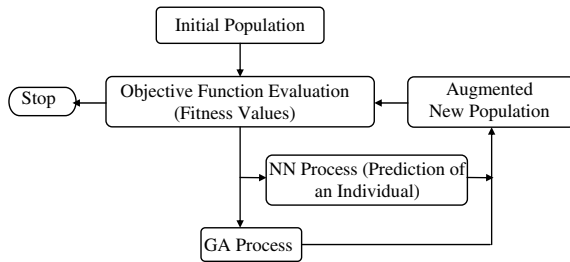 Initial Population
Stop
Objective Function Evaluation
(Fitness Values)
Augmented
New Population
NN Process (Prediction of
an Individual)
GA Process